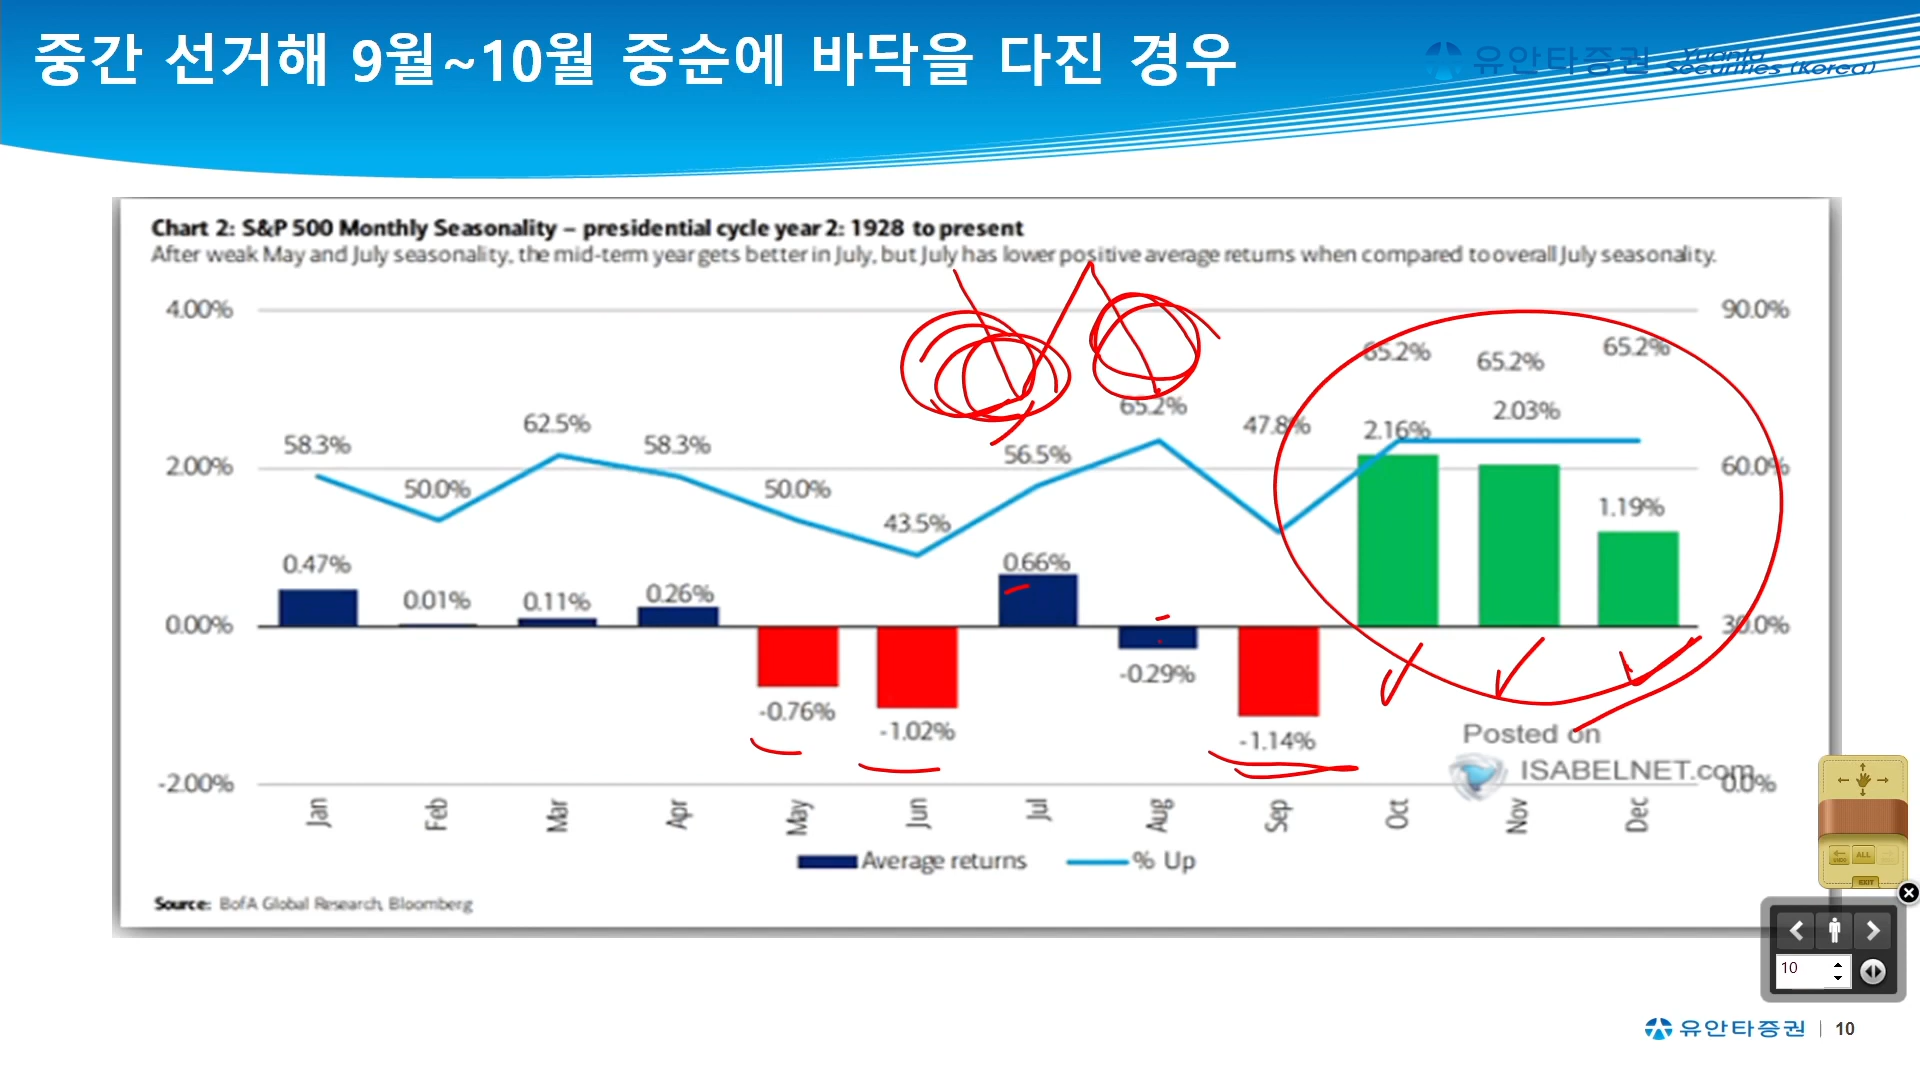 중간 선거해 9월~10월 중순에 바닥을 다진 경우
유안타증권 Yuanta Securities (Korea)
Chart 2: S&P 500 Monthly Seasonality – presidential cycle year 2: 1928 to present
After weak May and July seasonality, the mid-term year gets better in July, but July has lower positive average returns when compared to overall July seasonality.
4.00% 90.0%
65.2% 65.2% 65.2%
58.3% 50.0% 62.5% 58.3% 50.0% 43.5% 56.5% 65.2% 47.8%
2.16% 2.03% 1.19%
2.00% 60.0%
0.47% 0.01% 0.11% 0.26% 0.66%
0.00% 30.0%
-0.76% -1.02% -0.29% -1.14%
Posted on
ISABELNET.com
-2.00% 0.0%
Jan Feb Mar Apr May Jun Jul Aug Sep Oct Nov Dec
Average returns % Up
Source: BofA Global Research, Bloomberg
ALL
EXIT
10
유안타증권 | 10